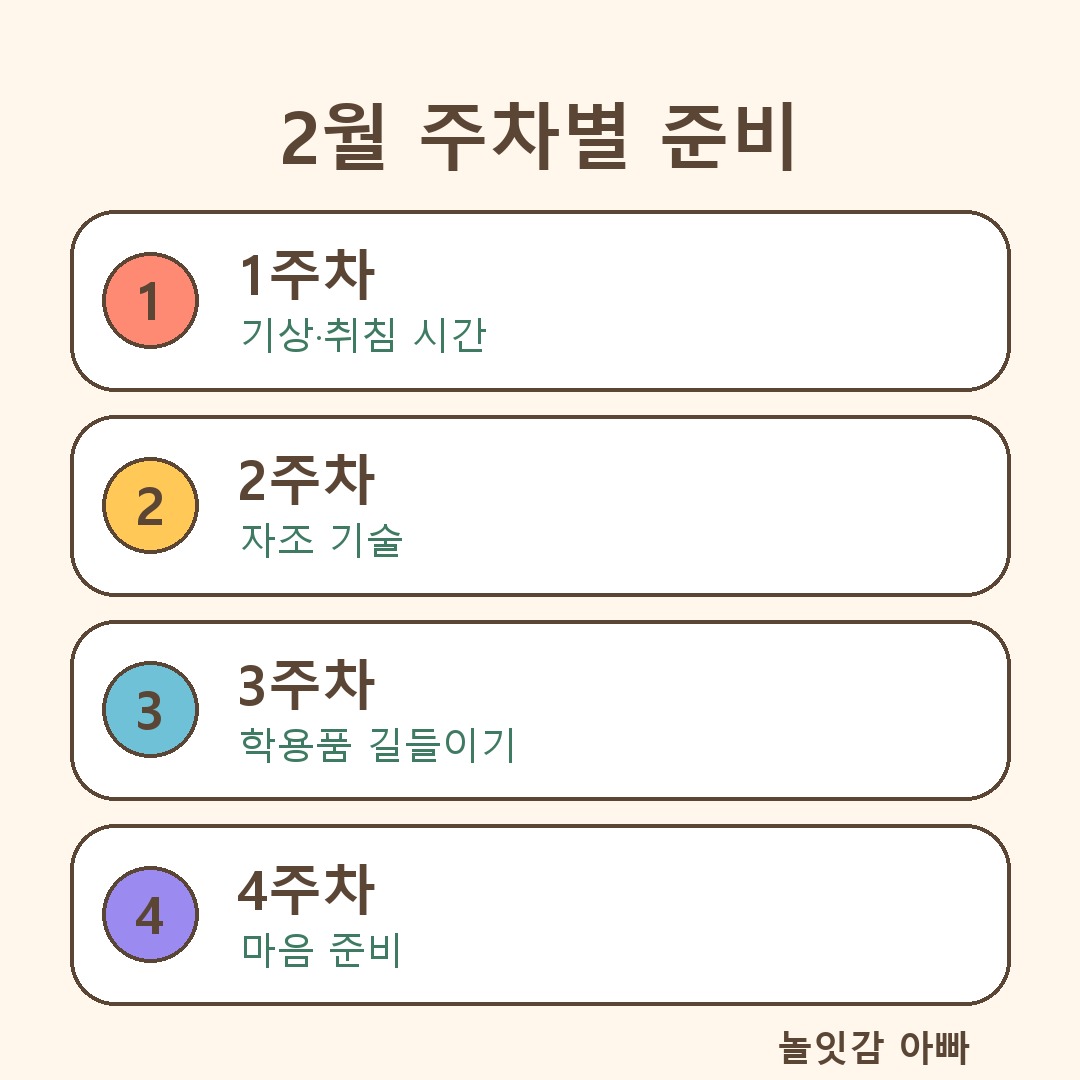 2월 주차별 준비
1
1주차
기상·취침 시간
2
2주차
자조 기술
3
3주차
학용품 길들이기
4
4주차
마음 준비
놀잇감 아빠